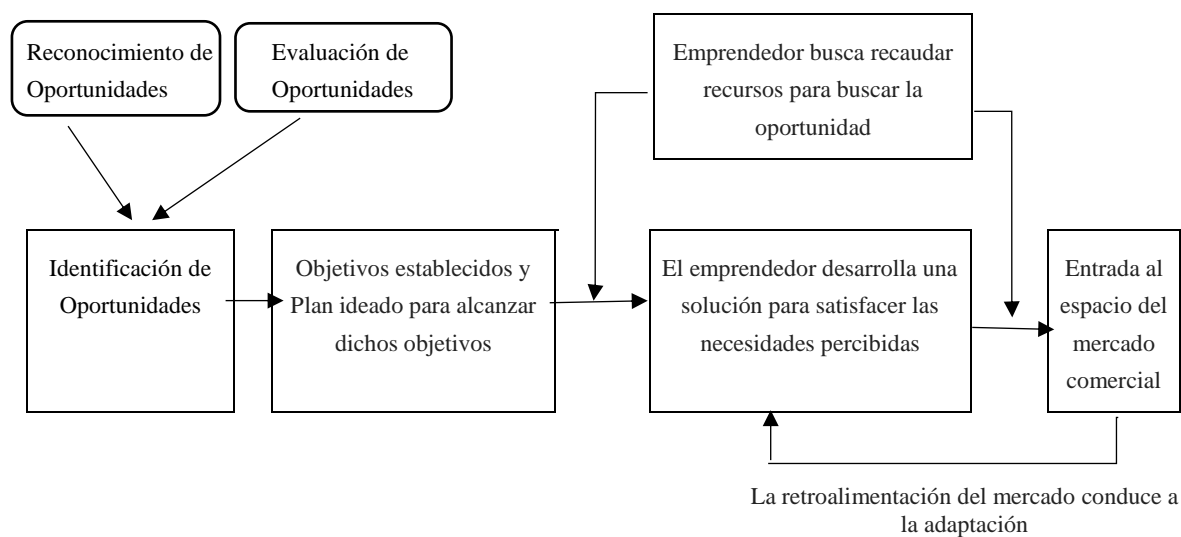 Reconocimiento de
Oportunidades
Evaluación de
Oportunidades
Emprendedor busca recaudar
recursos para buscar la
oportunidad
Identificación de
Oportunidades
Objetivos establecidos y
Plan ideado para alcanzar
dichos objetivos
El emprendedor desarrolla una
solución para satisfacer las
necesidades percibidas
Entrada al
espacio del
mercado
comercial
La retroalimentación del mercado conduce a
la adaptación